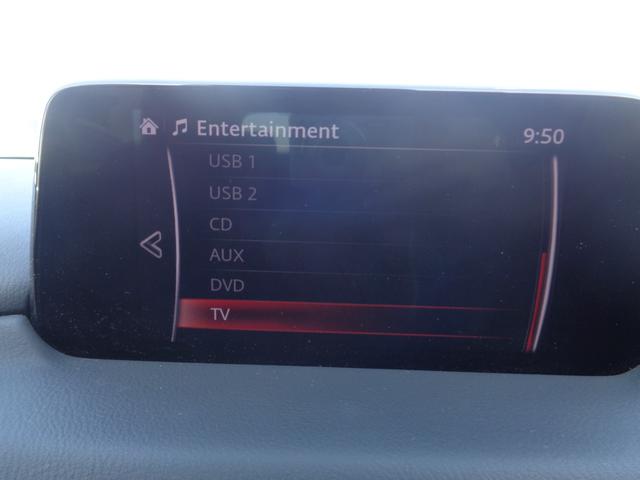 Entertainment 9:50
USB 1
USB 2
CD
AUX
DVD
TV